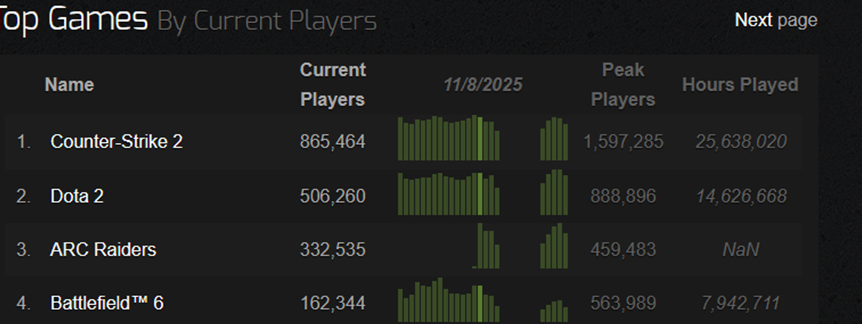 Top Games By Current Players Next page
Name Current Players 11/8/2025 Peak Players Hours Played
1. Counter-Strike 2 865,464 1,597,285 25,638,020
2. Dota 2 506,260 888,896 14,626,668
3. ARC Raiders 332,535 459,483 NaN
4. Battlefield™ 6 162,344 563,989 7,942,711